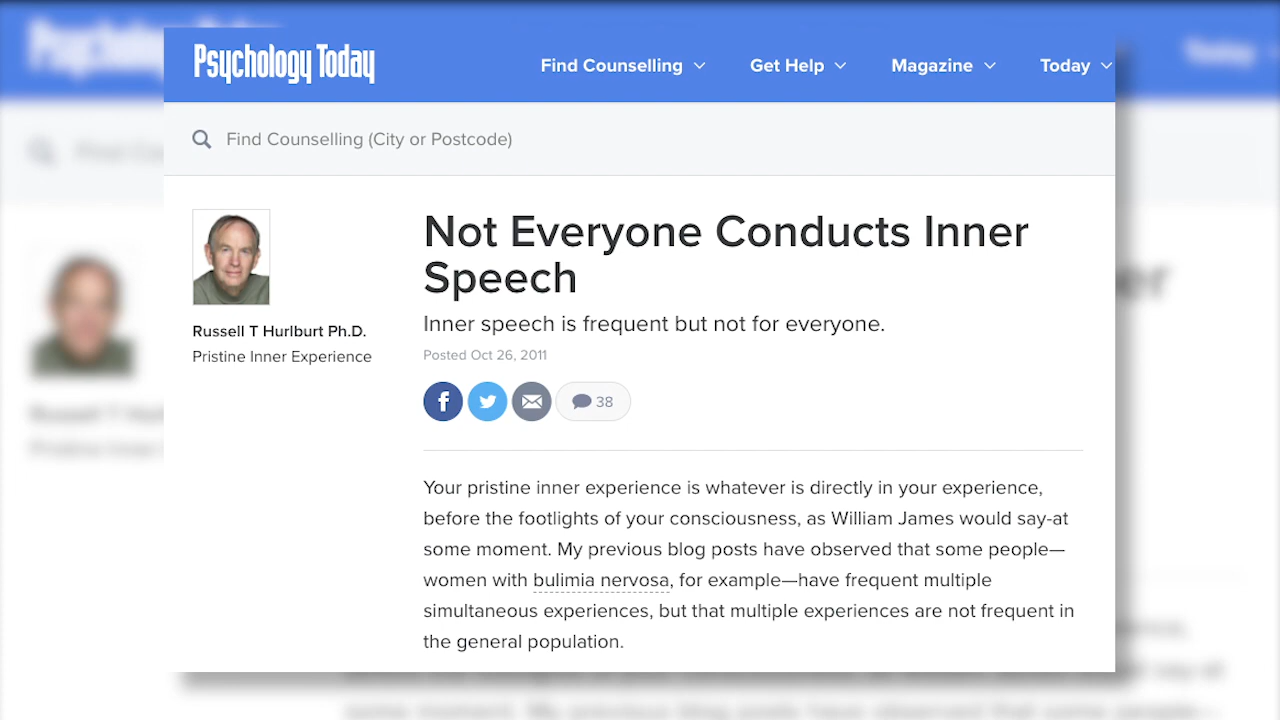 Psychology Today
Find Counselling
Get Help
Magazine
Today
Today
Find Counselling (City or Postcode)
Not Everyone Conducts Inner
Speech
Inner speech is frequent but not for everyone.
Posted Oct 26, 2011
38
Russell T Hurlburt Ph.D.
Pristine Inner Experience
Your pristine inner experience is whatever is directly in your experience,
before the footlights of your consciousness, as William James would say-at
some moment. My previous blog posts have observed that some people—
women with bulimia nervosa, for example—have frequent multiple
simultaneous experiences, but that multiple experiences are not frequent in
the general population.